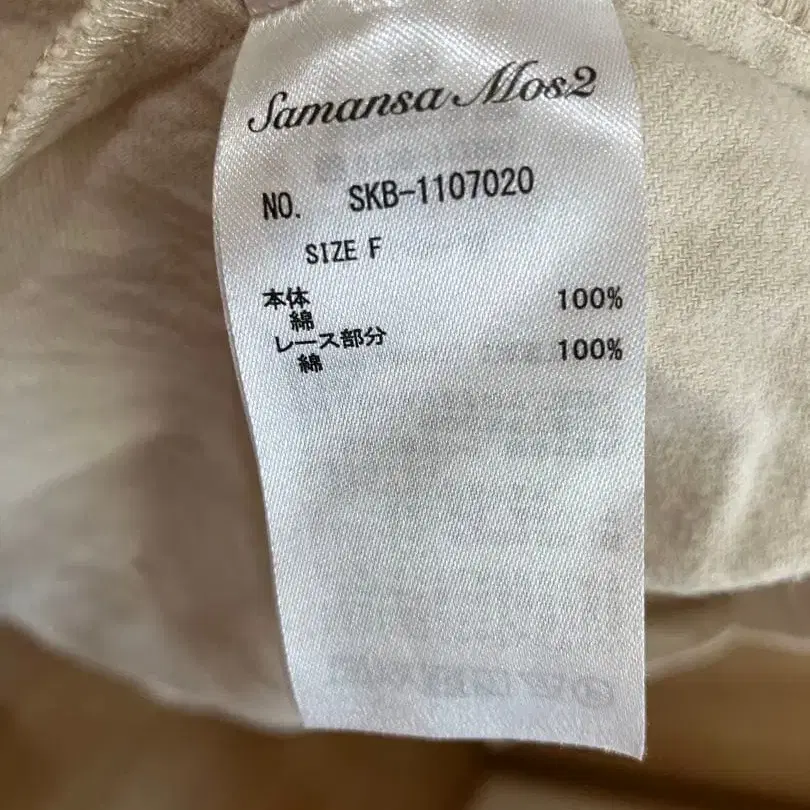 Samansa Mos2
NO. SKB-1107020
SIZE F
本体
綿 100%
レース部分
綿 100%